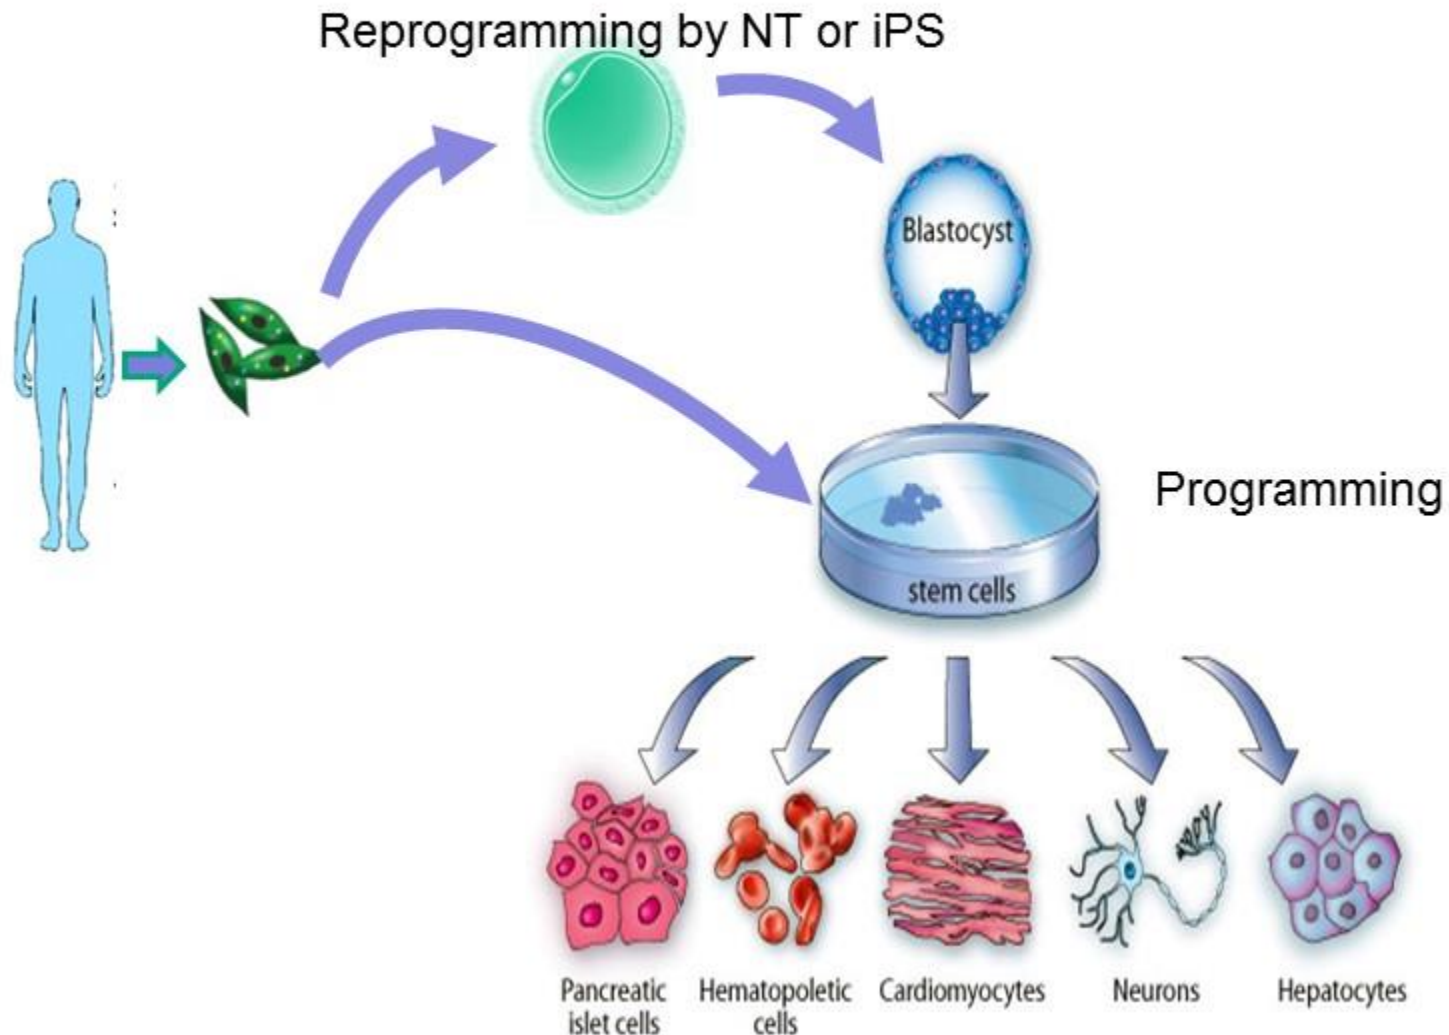 Reprogramming by NT or iPS
Blastocyst
Programming
stem cells
Pancreatic
islet cells
Hematopoletic
cells
Cardiomyocytes
Neurons
Hepatocytes